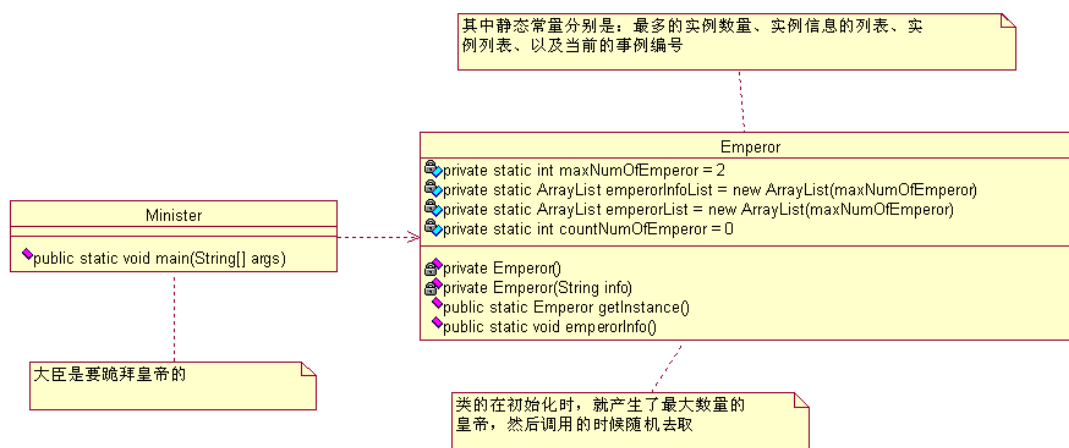 其中静态常量分别是：最多的实例数量、实例信息的列表、实
例列表、以及当前的事例编号
Emperor
private static int maxNumOfEmperor = 2
private static ArrayList emperorInfoList = new ArrayList(maxNumOfEmperor)
private static ArrayList emperorList = new ArrayList(maxNumOfEmperor)
private static int countNumOfEmperor = 0
private Emperor()
private Emperor(String info)
public static Emperor getInstance()
public static void emperorInfo()
Minister
public static void main(String[] args)
大臣是要跪拜皇帝的
类的在初始化时，就产生了最大数量的
皇帝，然后调用的时候随机去取